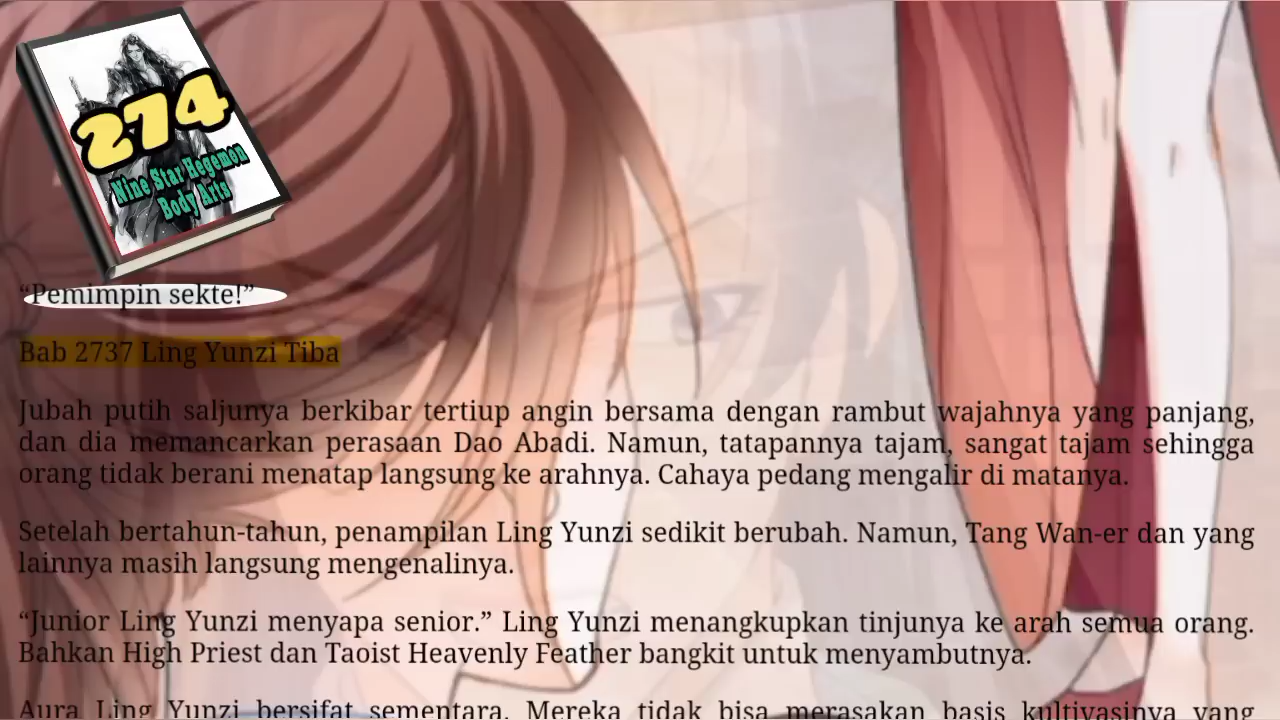 274
Nine Star Hegemon
Body Arts
“Pemimpin sekte!”
Bab 2737 Ling Yunzi Tiba
Jubah putih saljunya berkibar tertiup angin bersama dengan rambut wajahnya yang panjang,
dan dia memancarkan perasaan Dao Abadi. Namun, tatapannya tajam, sangat tajam sehingga
orang tidak berani menatap langsung ke arahnya. Cahaya pedang mengalir di matanya.
Setelah bertahun-tahun, penampilan Ling Yunzi sedikit berubah. Namun, Tang Wan-er dan yang
lainnya masih langsung mengenalinya.
“Junior Ling Yunzi menyapa senior.” Ling Yunzi menangkupkan tinjunya ke arah semua orang.
Bahkan High Priest dan Taoist Heavenly Feather bangkit untuk menyambutnya.
Aura Ling Yunzi bersifat sementara. Mereka tidak bisa merasakan basis kultivasinya yang